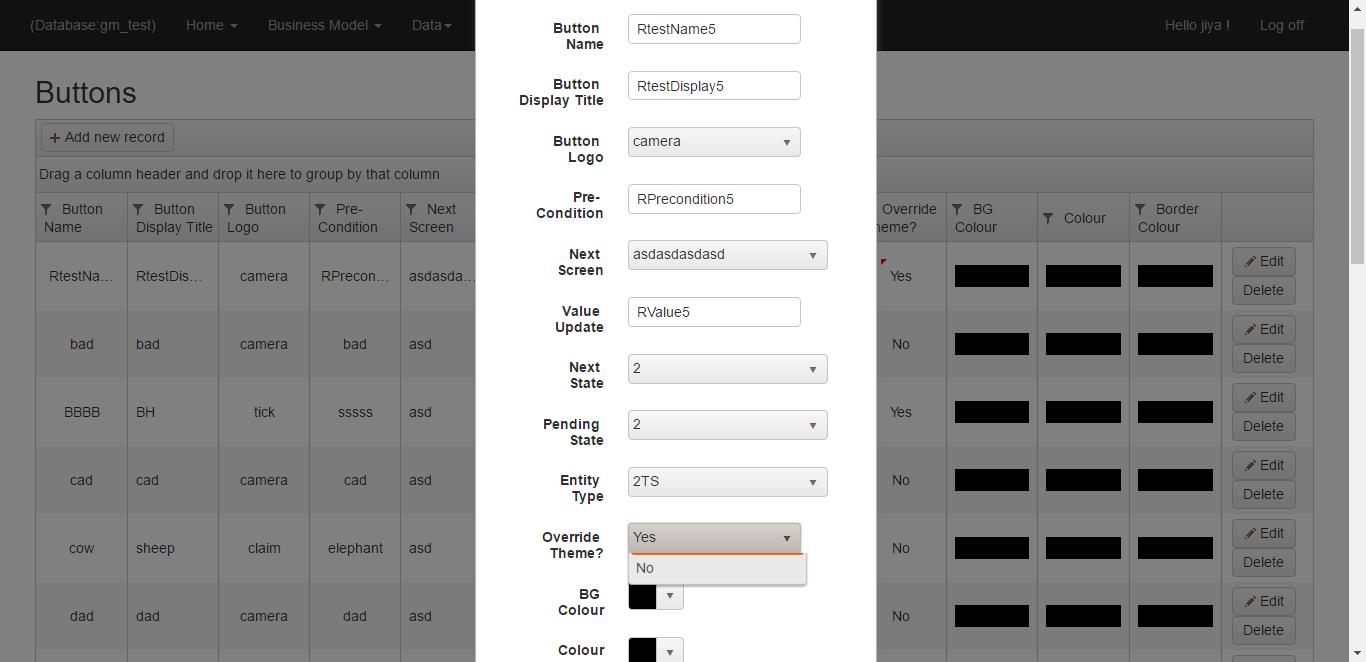 (Database:gm_test) Home Business Model Data Hello jiya ! Log off
Buttons
+ Add new record
Drag a column header and drop it here to group by that column
Button Name Button Display Title Button Logo Pre-Condition Next Screen Override heme? BG Colour Colour Border Colour
RtestNa... RtestDis... camera RPrecon... asdasda... Yes Edit
Delete
bad bad camera bad asd No Edit
Delete
BBBB BH tick sssss asd Yes Edit
Delete
cad cad camera cad asd No Edit
Delete
cow sheep claim elephant asd No Edit
Delete
dad dad camera dad asd No Edit
Delete
Button
Name RtestName5
Button
Display Title RtestDisplay5
Button
Logo camera
Pre-
Condition RPrecondition5
Next
Screen asdasdasdasd
Value
Update RValue5
Next
State 2
Pending
State 2
Entity
Type 2TS
Override
Theme? Yes
No
BG
Colour
Colour